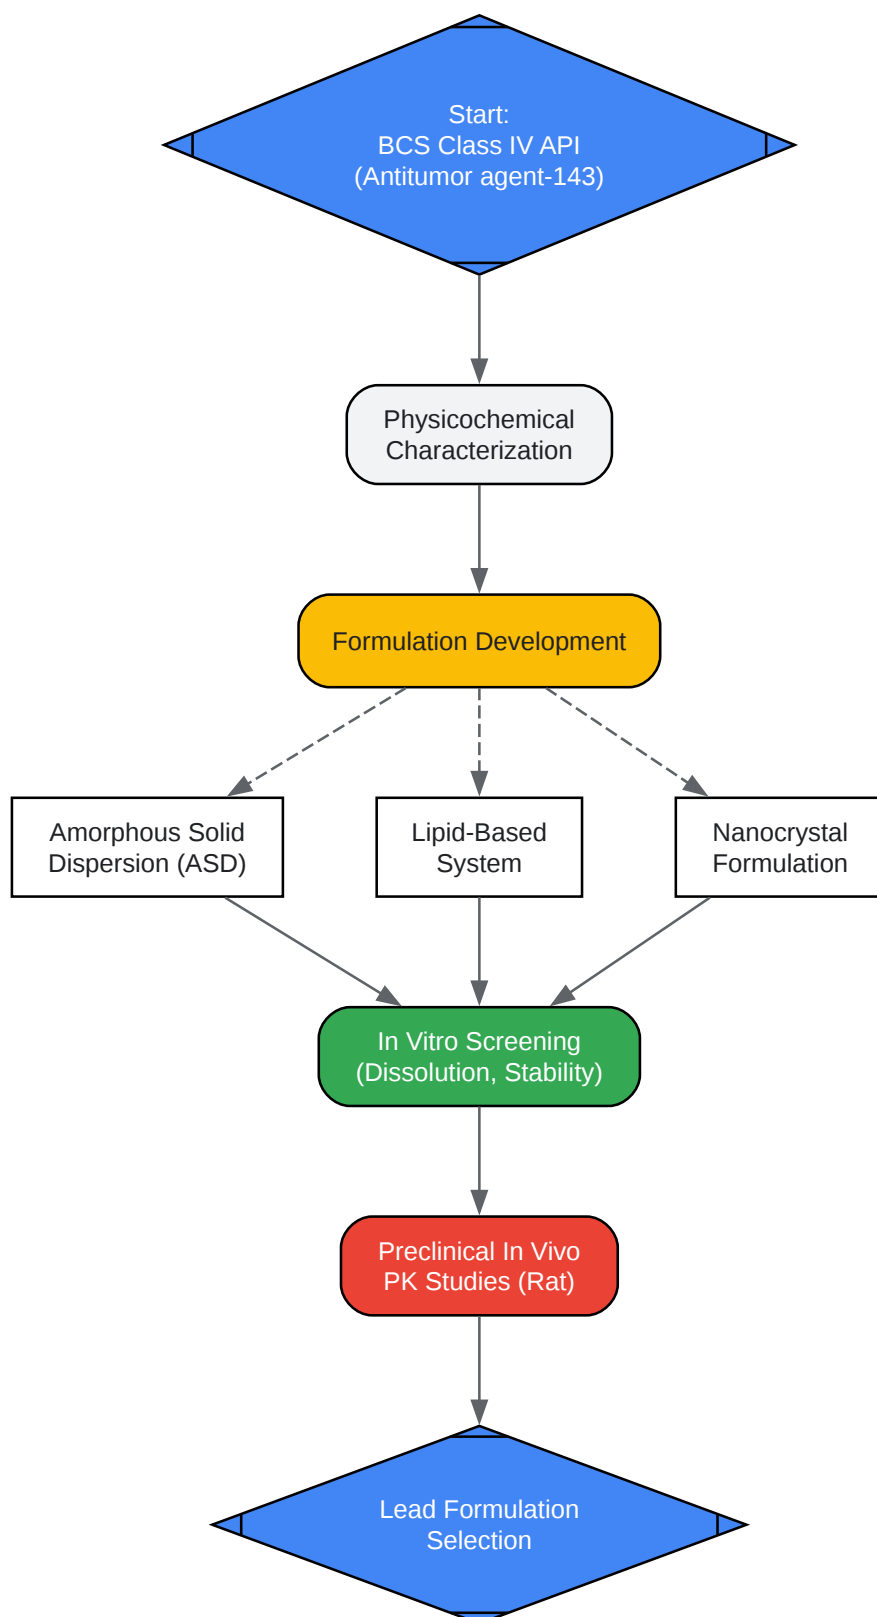 Start:
BCS Class IV API
(Antitumor agent-143)
Physicochemical
Characterization
Formulation Development
Amorphous Solid
Dispersion (ASD)
Lipid-Based
System
Nanocrystal
Formulation
In Vitro Screening
(Dissolution, Stability)
Preclinical In Vivo
PK Studies (Rat)
Lead Formulation
Selection